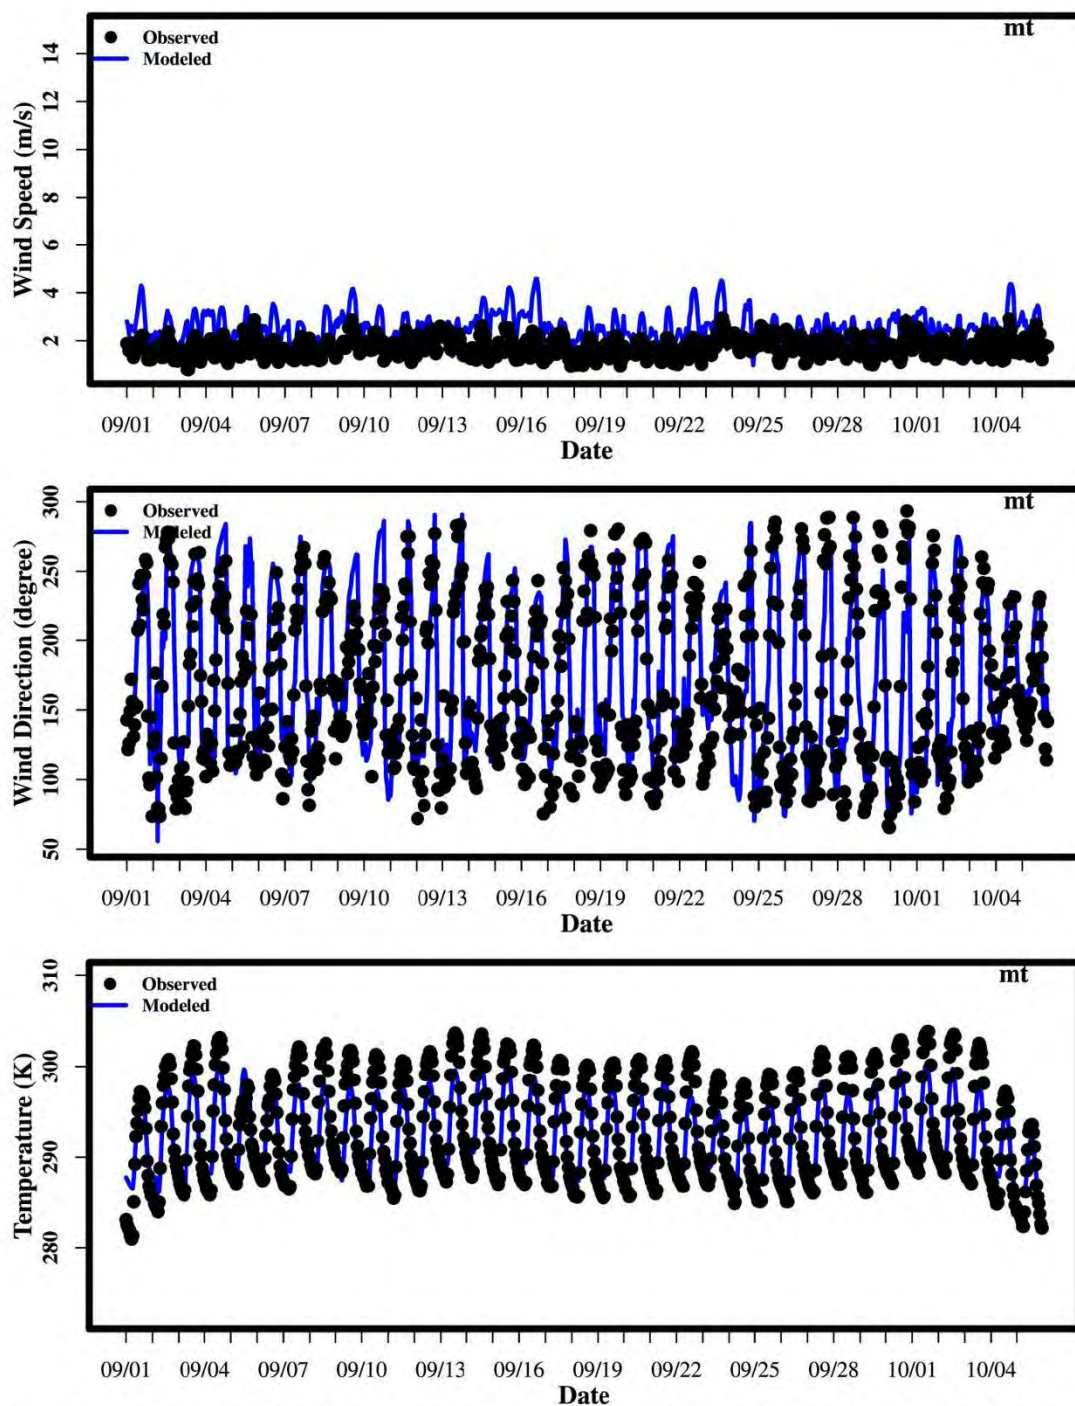 mt
Observed
Modeled
Wind Speed (m/s)
14
12
10
8
6
4
2
09/01 09/04 09/07 09/10 09/13 09/16 09/19 09/22 09/25 09/28 10/01 10/04
Date
mt
Observed
Modeled
Wind Direction (degree)
300
250
200
150
100
50
09/01 09/04 09/07 09/10 09/13 09/16 09/19 09/22 09/25 09/28 10/01 10/04
Date
mt
Observed
Modeled
Temperature (K)
310
300
290
280
09/01 09/04 09/07 09/10 09/13 09/16 09/19 09/22 09/25 09/28 10/01 10/04
Date